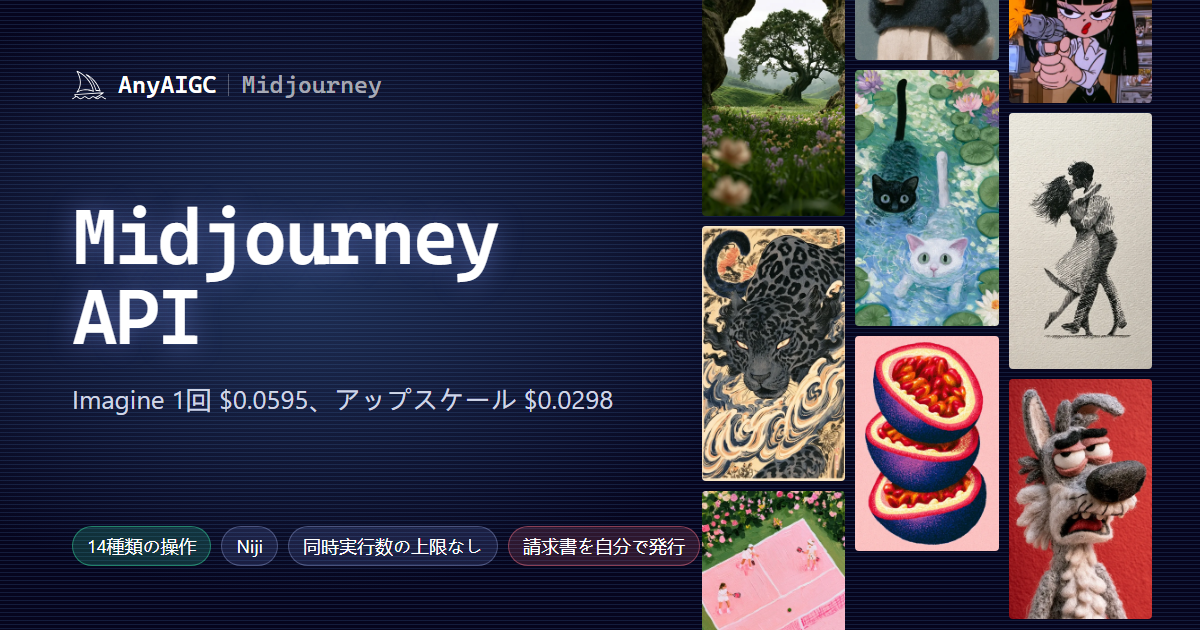 AnyAIGC | Midjourney
Midjourney
API
Imagine 1回 $0.0595、アップスケール $0.0298
14種類の操作
Niji
同時実行数の上限なし
請求書を自分で発行